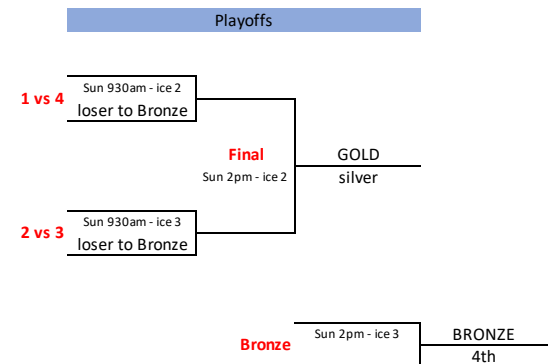 Playoffs
Sun 930am - ice 2
1 vs 4
loser to Bronze
Final
GOLD
Sun 2pm - ice 2
silver
Sun 930am - ice 3
2 vs 3
loser to Bronze
Sun 2pm - ice 3
BRONZE
Bronze
4th